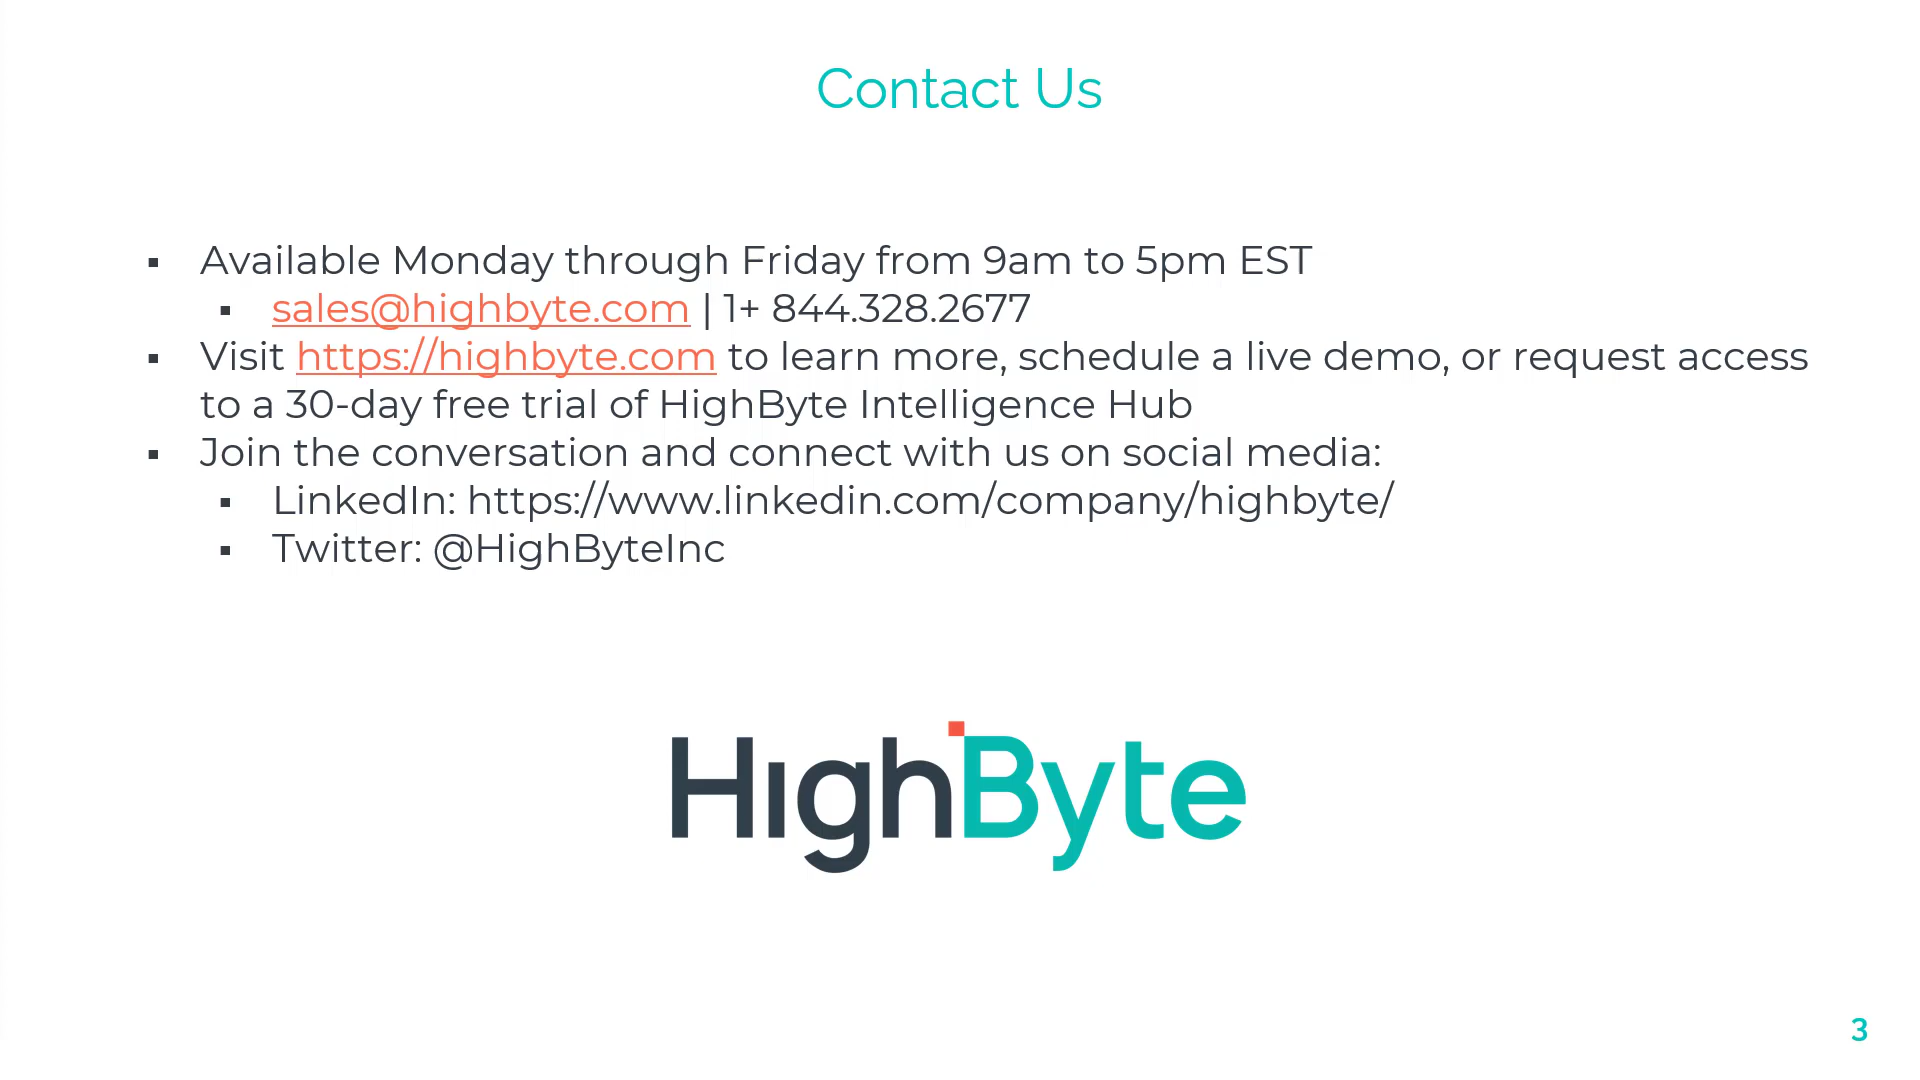 Contact Us
▪ Available Monday through Friday from 9am to 5pm EST
▪ sales@highbyte.com | 1+ 844.328.2677
▪ Visit https://highbyte.com to learn more, schedule a live demo, or request access
to a 30-day free trial of HighByte Intelligence Hub
▪ Join the conversation and connect with us on social media:
▪ LinkedIn: https://www.linkedin.com/company/highbyte/
▪ Twitter: @HighByteInc
HighByte
3